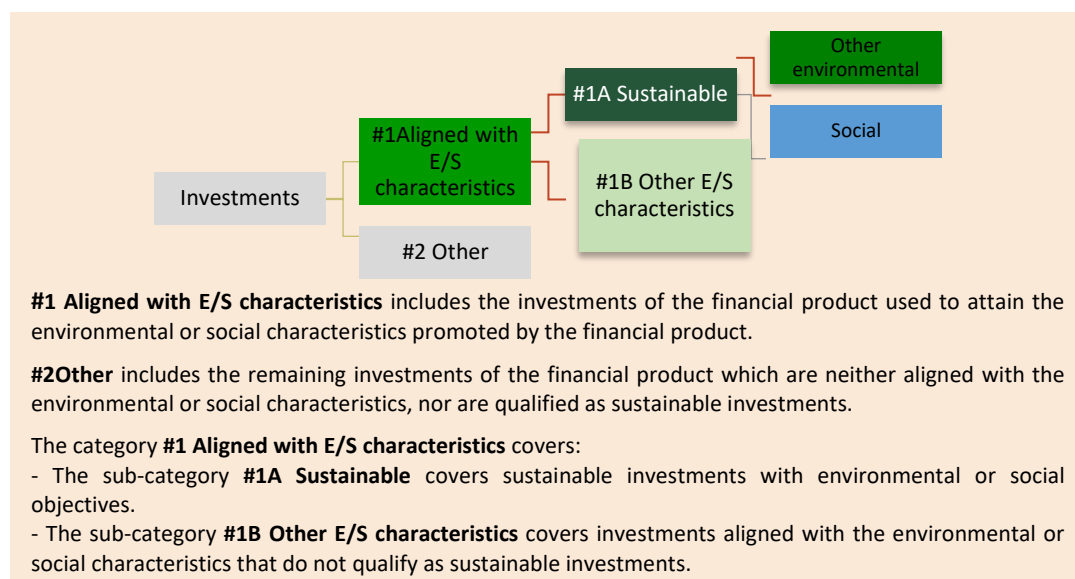 Other
environmental
#1A Sustainable
Social
#1Aligned with
E/S
characteristics
#1B Other E/S
characteristics
Investments
#2 Other
#1 Aligned with E/S characteristics includes the investments of the financial product used to attain the
environmental or social characteristics promoted by the financial product.
#2Other includes the remaining investments of the financial product which are neither aligned with the
environmental or social characteristics, nor are qualified as sustainable investments.
The category #1 Aligned with E/S characteristics covers:
- The sub-category #1A Sustainable covers sustainable investments with environmental or social
objectives.
- The sub-category #1B Other E/S characteristics covers investments aligned with the environmental or
social characteristics that do not qualify as sustainable investments.